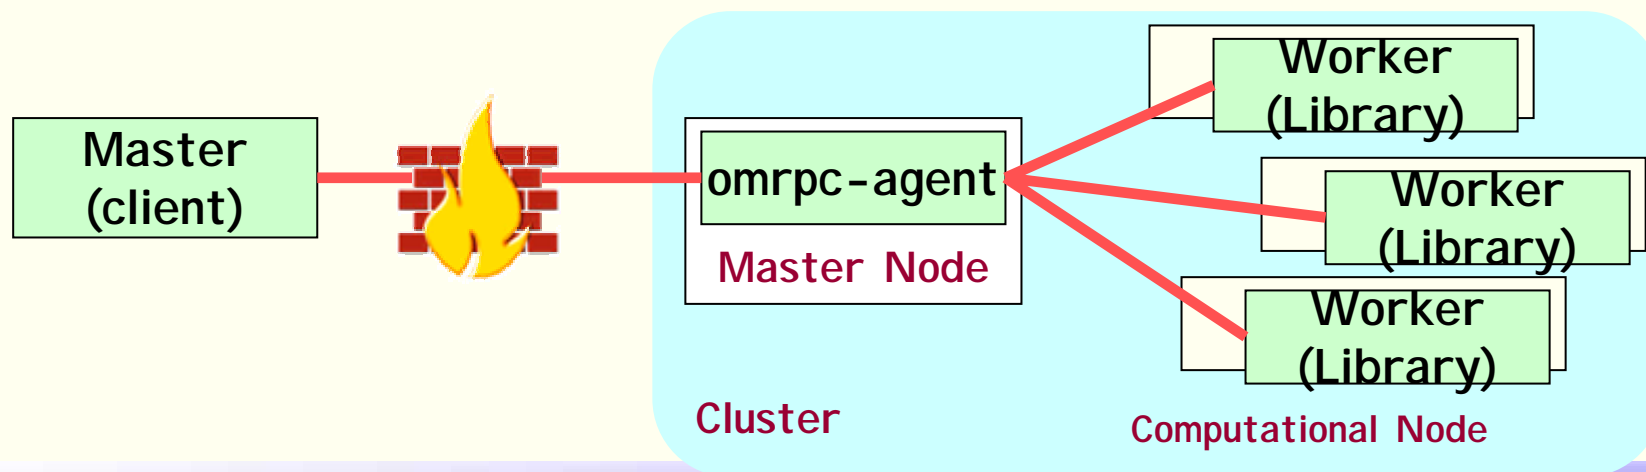 Master
(client)
omrpc-agent
Master Node
Worker
(Library)
Worker
(Library)
Worker
(Library)
Cluster
Computational Node